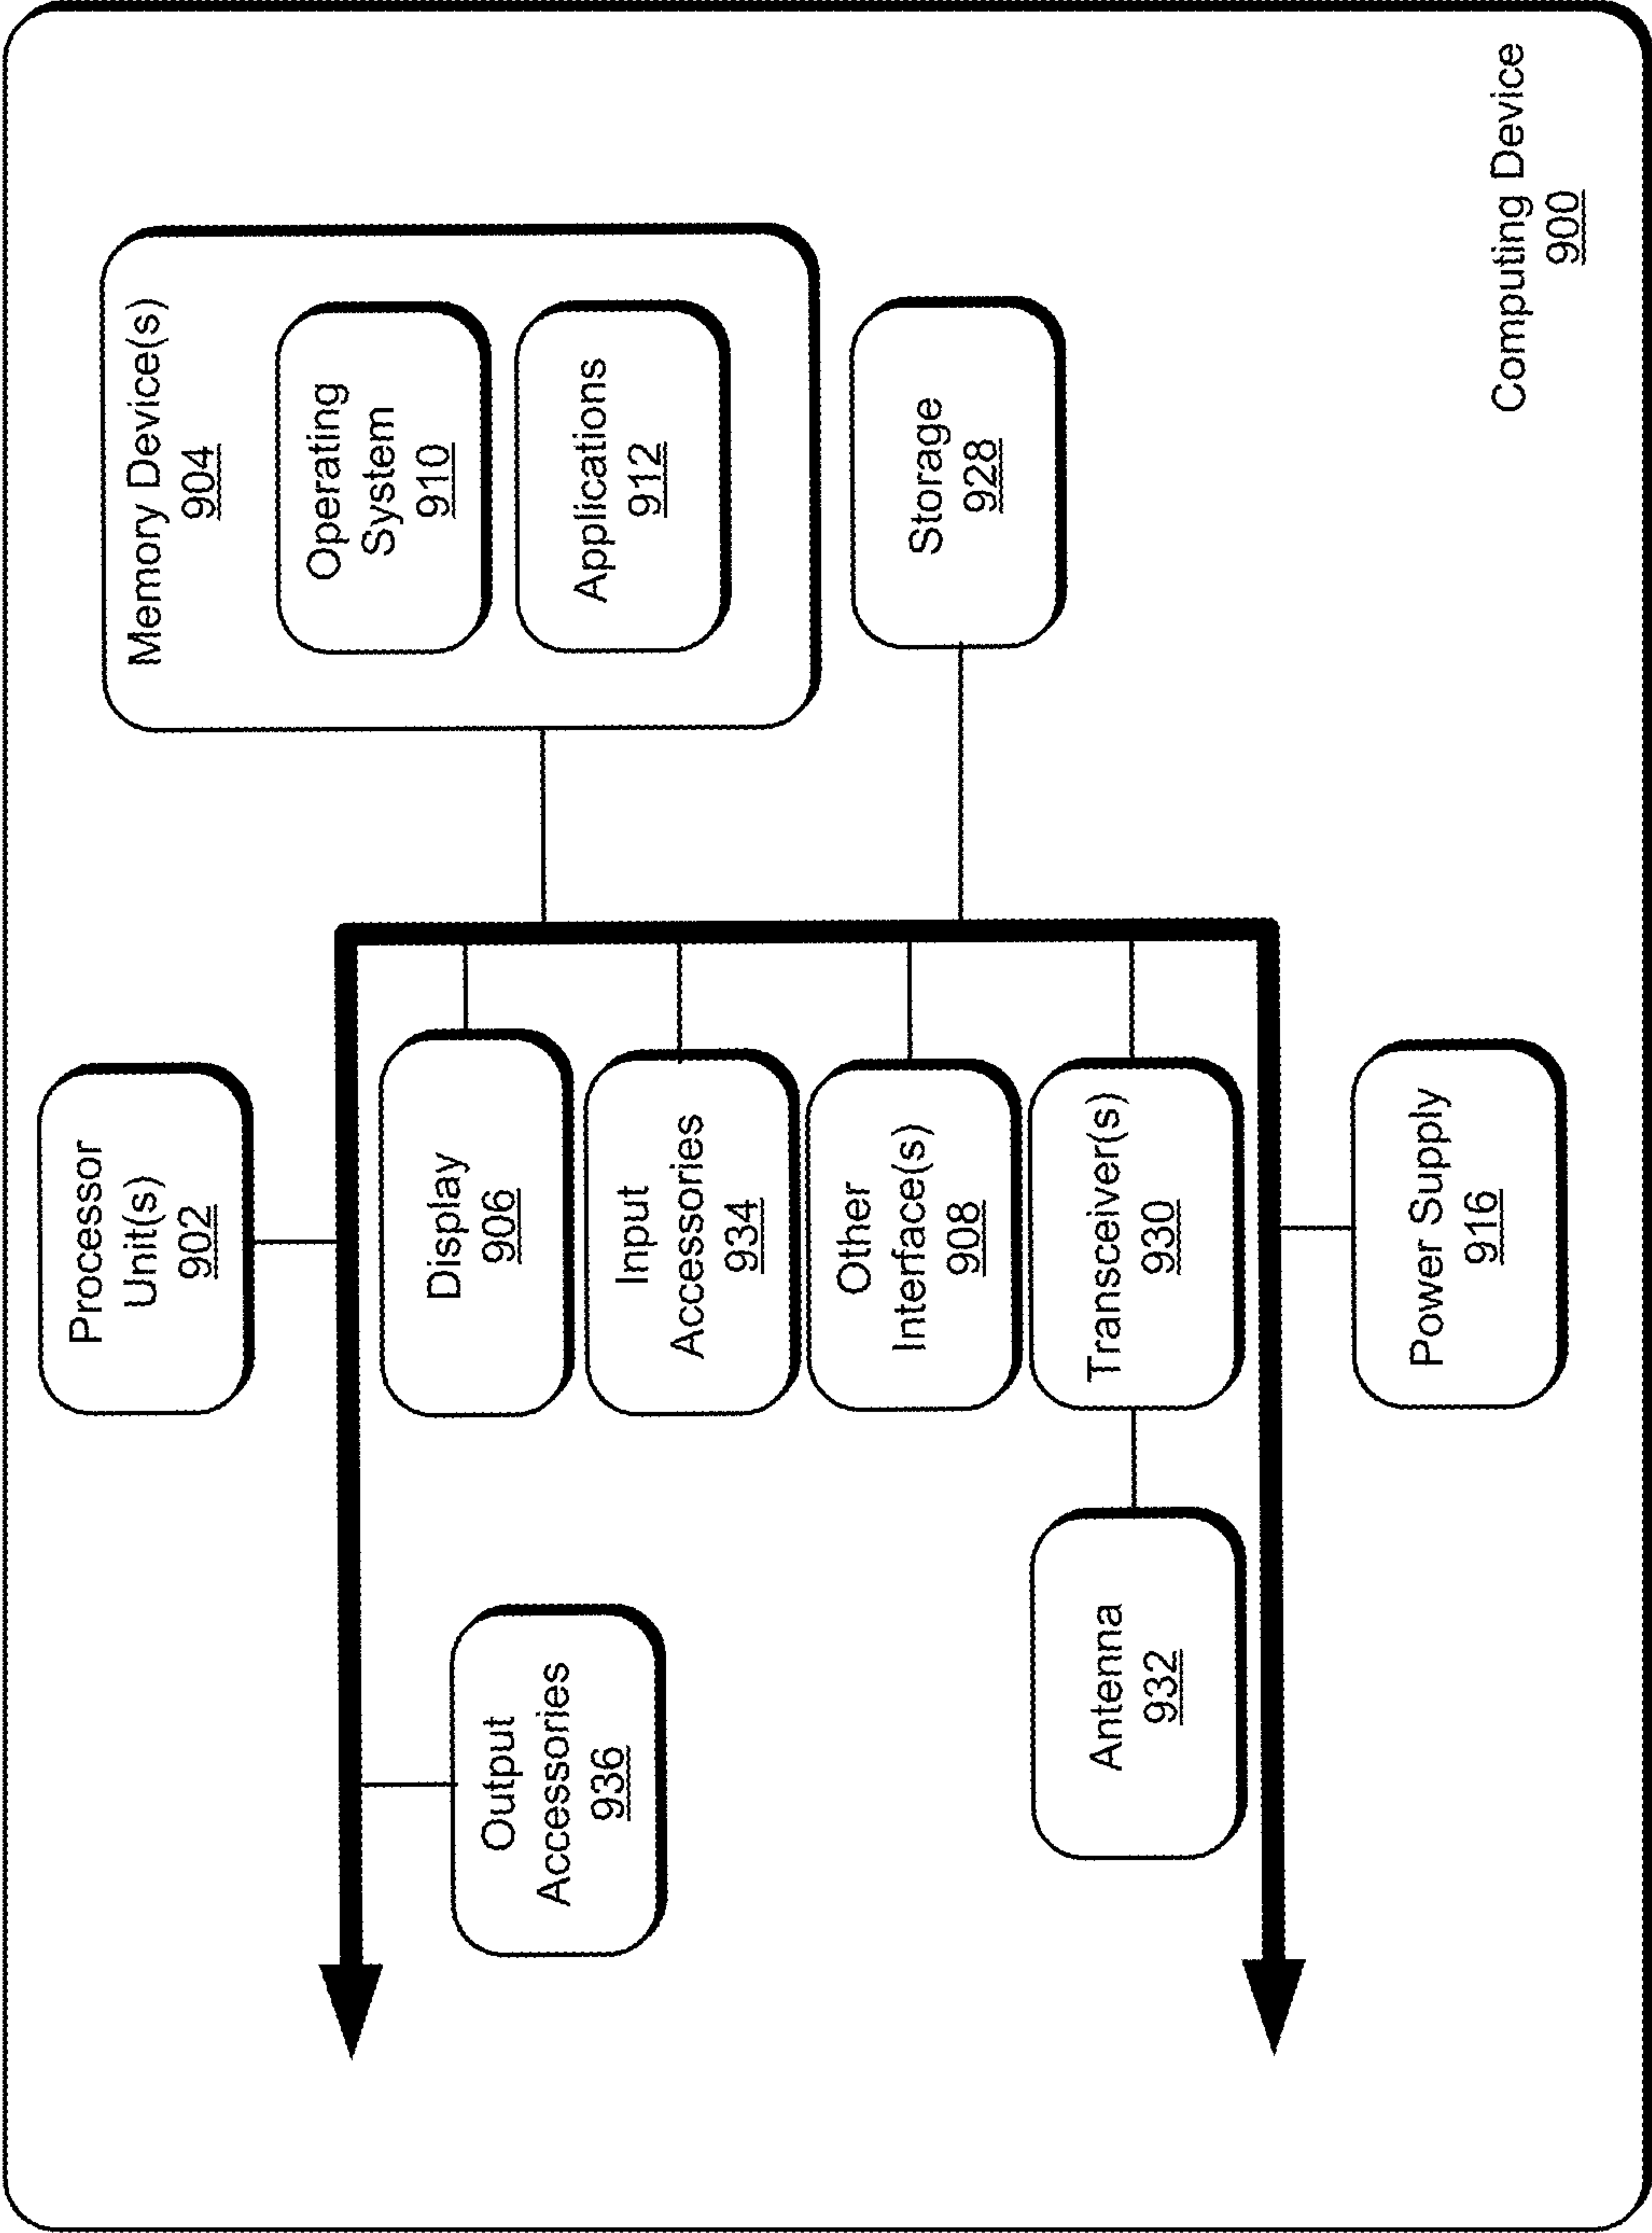 Processor
Unit(s)
902
Memory Device(s)
904
Operating
System
910
Applications
912
Storage
928
Display
906
Input
Accessories
934
Other
Interface(s)
908
Transceiver(s)
930
Output
Accessories
936
Antenna
932
Power Supply
916
Computing Device
900